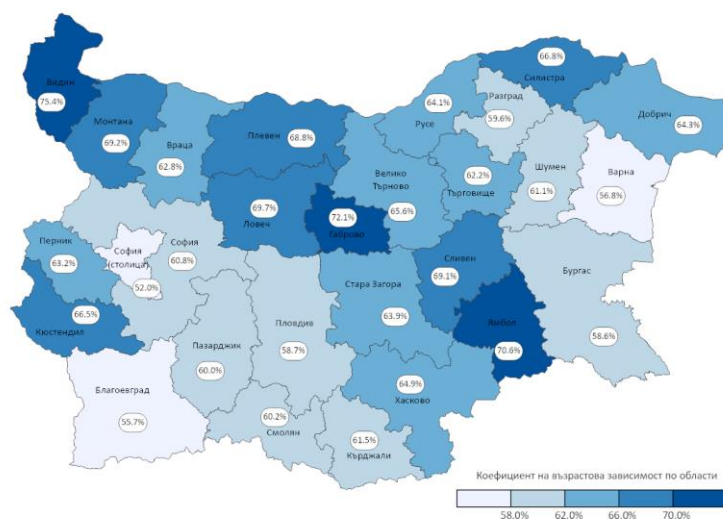 66.8%
Силистра
Видин
75.4%
Монтана
69.2%
Враца
62.8%
Плевен
68.8%
64.1%
Русе
Разград
59.6%
Добрич
64.3%
Велико
Търново
65.6%
62.2%
Търговище
Шумен
61.1%
Варна
56.8%
69.7%
Ловеч
72.1%
Габрово
Перник
63.2%
София
(столица)
52.0%
София
60.8%
Сливен
69.1%
Бургас
58.6%
66.5%
Кюстендил
Стара Загора
63.9%
Ямбол
70.6%
Пазарджик
60.0%
Пловдив
58.7%
Благоевград
55.7%
64.9%
Хасково
60.2%
Смолян
61.5%
Кърджали
Коефициент на възрастова зависимост по области
58.0% 62.0% 66.0% 70.0%